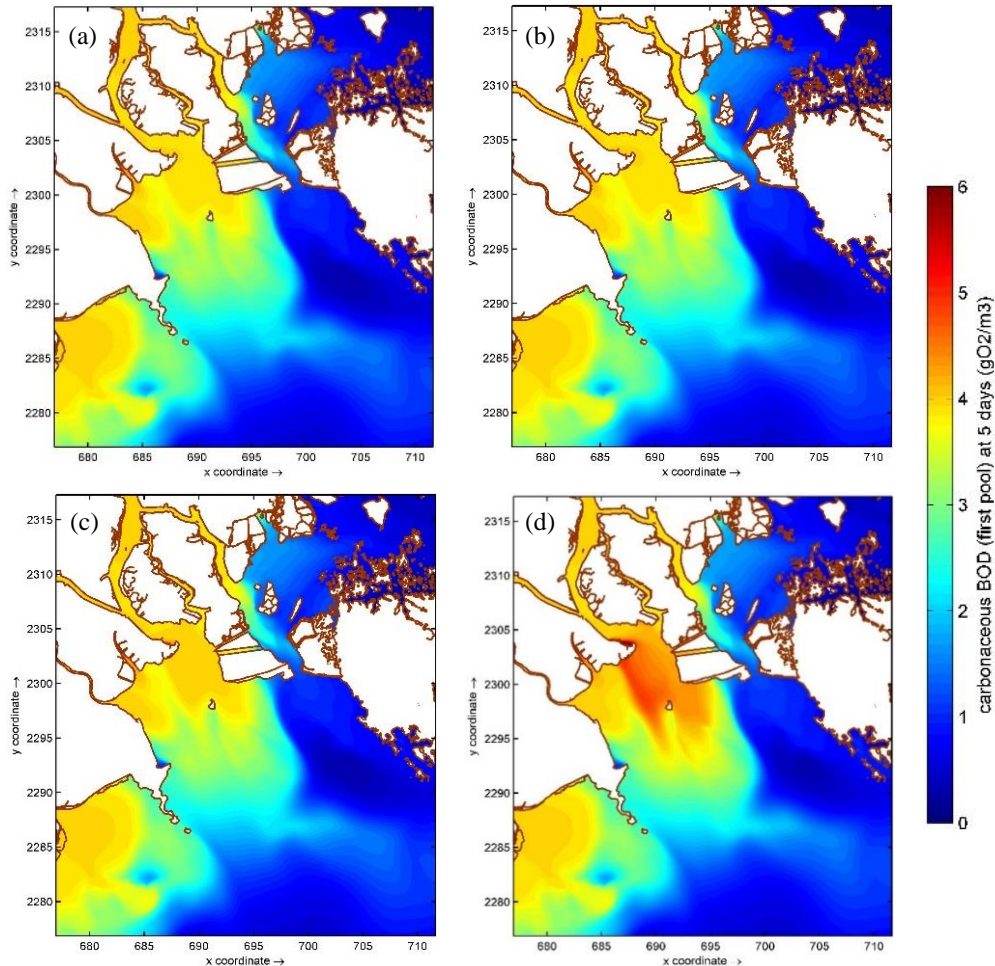 (a)
2315
2310
2305
2300
2295
2290
2285
2280
y coordinate →
680 685 690 695 700 705 710
x coordinate →
(b)
2315
2310
2305
2300
2295
2290
2285
2280
y coordinate →
680 685 690 695 700 705 710
x coordinate →
(c)
2315
2310
2305
2300
2295
2290
2285
2280
y coordinate →
680 685 690 695 700 705 710
x coordinate →
(d)
2315
2310
2305
2300
2295
2290
2285
2280
y coordinate →
680 685 690 695 700 705 710
x coordinate →
6
5
4
3
2
1
0
carbonaceous BOD (first pool) at 5 days (gO2/m3)